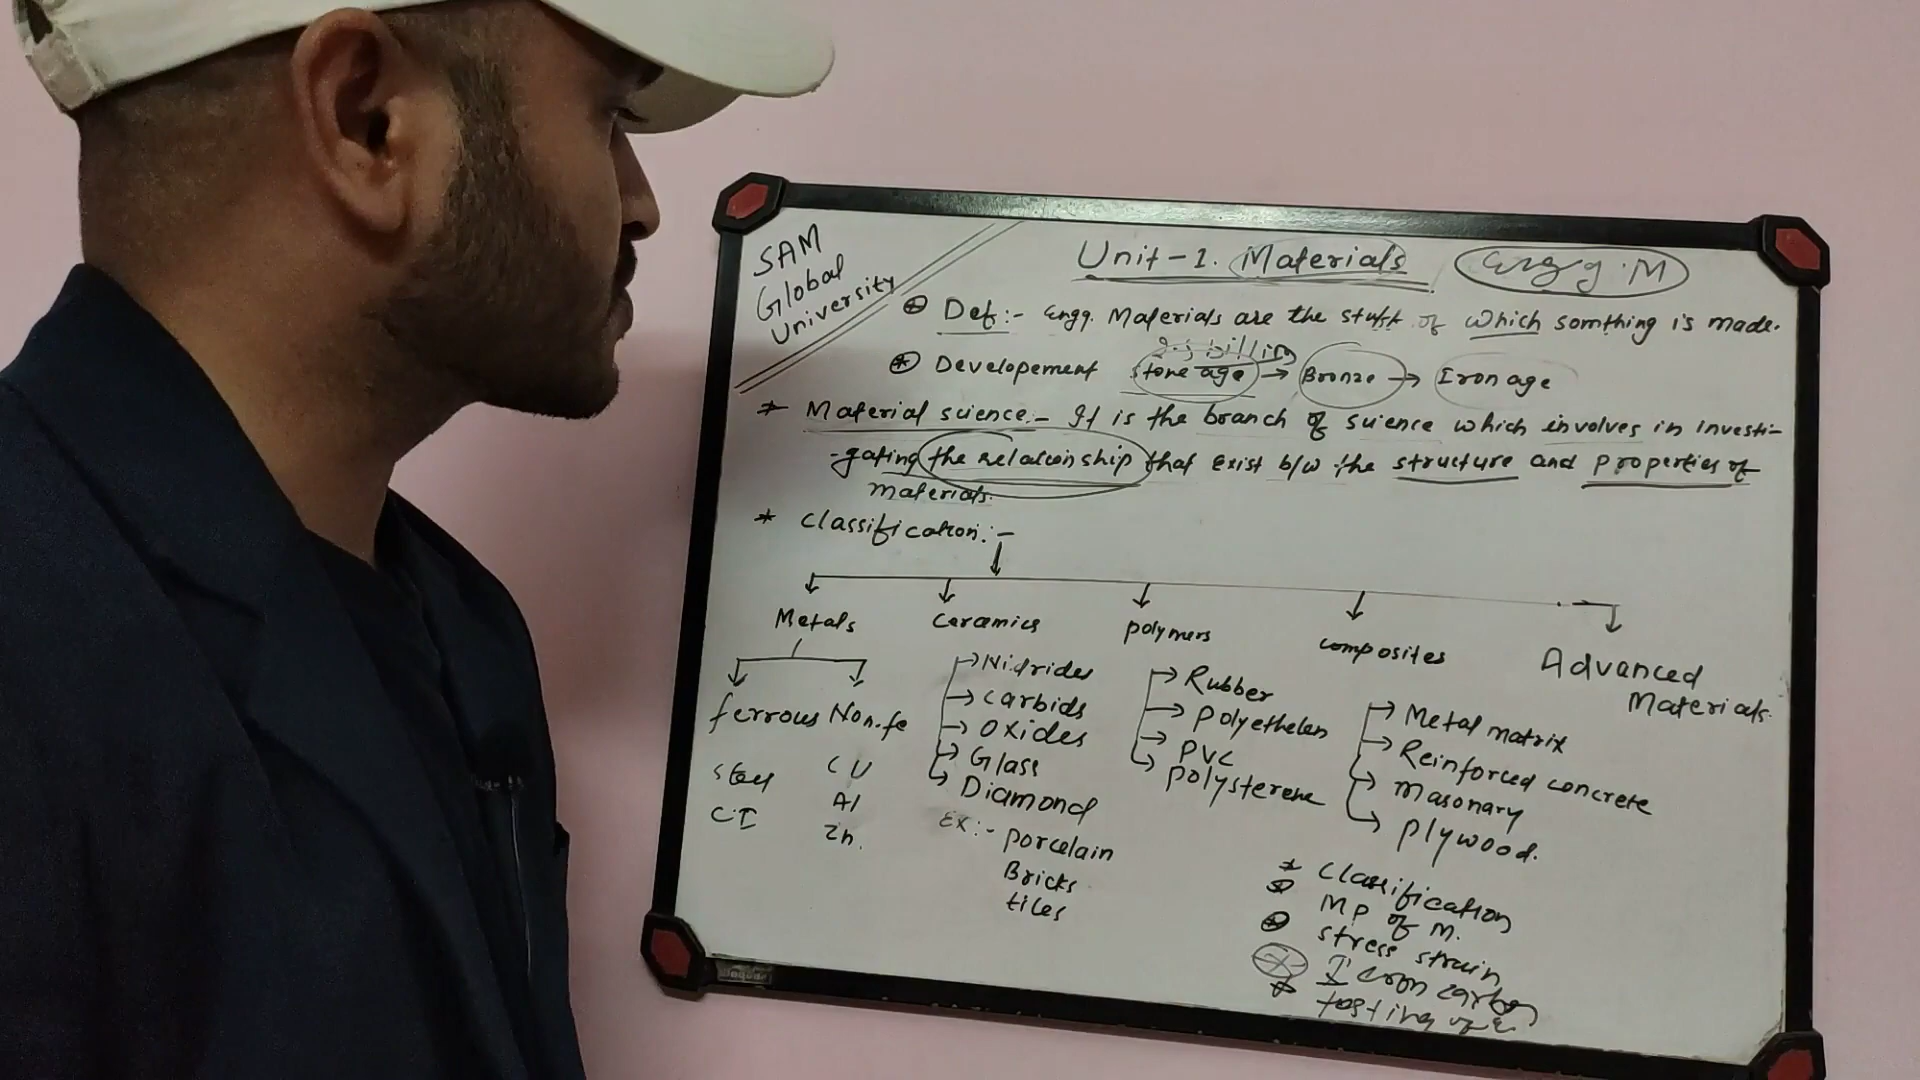 SAM
Global
University
Unit-1. Materials
Engg. M
Def:- Engg. Materials are the stuff of which somthing is made.
Developement Stone age → Bronze → Iron age
* Material science:- It is the branch of science which involves in investi-
-gating the relationship that exist b/w the structure and properties of
materials.
* Classification:-
Metals Ceramics polymers composites Advanced
Materials.
ferrous Non.fe
Steel
CI
CU
Al
Zn.
→ Nidrides
→ carbids
→ oxides
→ Glass
→ Diamond
Ex:- porcelain
Bricks
tiles
→ Rubber
→ polyethelen
→ PVC
→ polysterene
→ Metal matrix
→ Reinforced concrete
→ masonary
→ plywood.
* Classification
MP of M.
stress strain
carbon
testing of